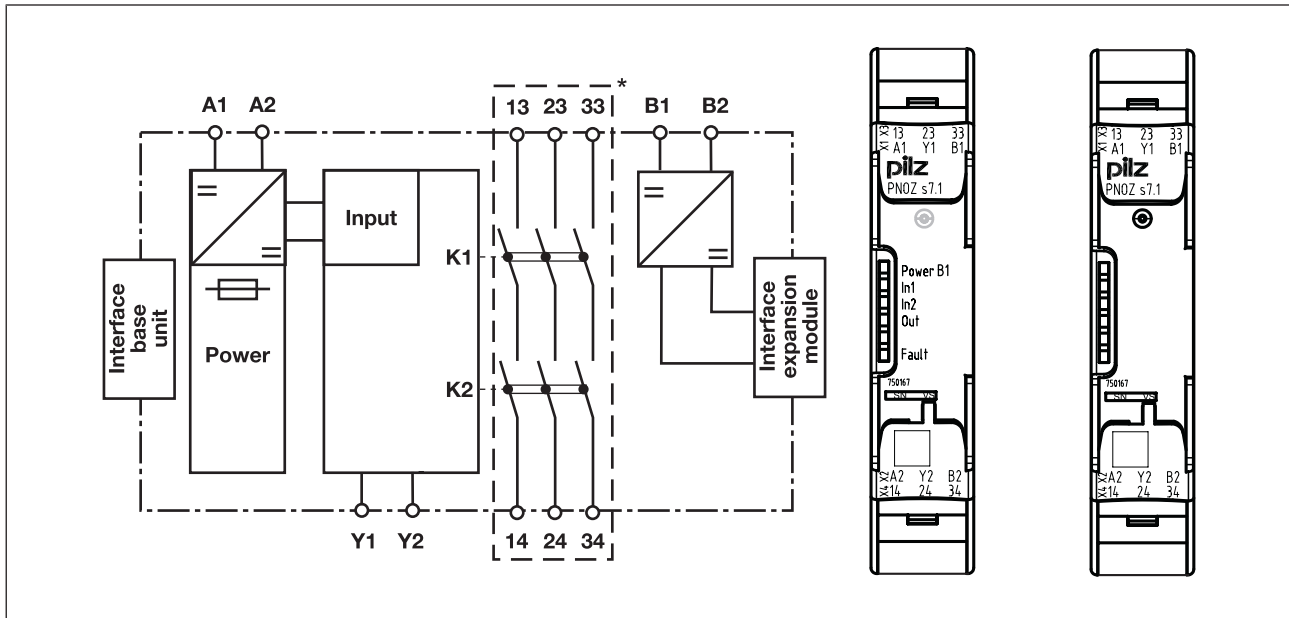 *
A1 A2 13 23 33 B1 B2
Input
K1
Interface
base
unit
Power
K2
Interface
expansion
module
Y1 Y2 14 24 34
X1 X3
13 23 33
A1 Y1 B1
pilz
PNOZ s7.1
Power B1
In1
In2
Out
Fault
750167
SN VS
X4 X2
A2 Y2 B2
14 24 34
X1 X3
13 23 33
A1 Y1 B1
pilz
PNOZ s7.1
750167
SN VS
X4 X2
A2 Y2 B2
14 24 34